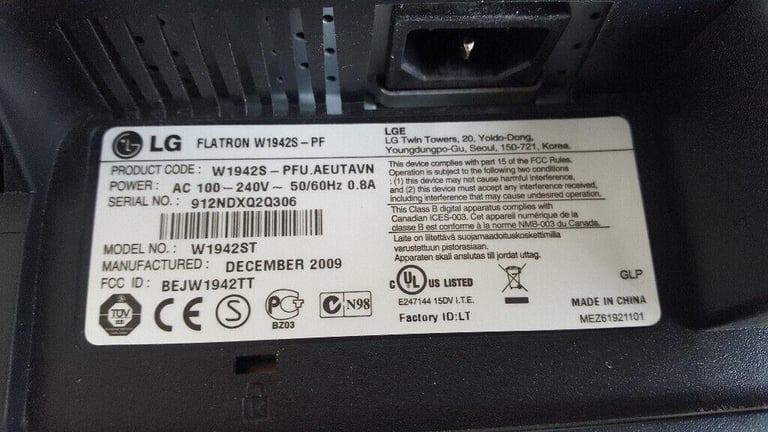 LG FLATRON W1942S-PF
PRODUCT CODE : W1942S-PFU.AEUTAVN
POWER : AC 100-240V~ 50/60Hz 0.8A
SERIAL NO. : 912NDXQ2Q306
MODEL NO. : W1942ST
MANUFACTURED : DECEMBER 2009
FCC ID : BEJW1942TT
TÜV
CE
S
PCT
BZ03
N98
LGE
LG Twin Towers, 20, Yoido-Dong,
Youngdungpo-Gu, Seoul, 150-721, Korea.
This device complies with part 15 of the FCC Rules.
Operation is subject to the following two conditions
: (1) this device may not cause harmful interference,
and (2) this device must accept any interference received,
including interference that may cause undesired operation.
This Class B digital apparatus complies with
Canadian ICES-003. Cet appareil numérique de la
classe B est conforme à la norme NMB-003 du Canada.
Laite on liitettävä suojamaadoituskoskettimilla
varustettuun pistorasiaan.
Apparaten skall anslutas till jordat uttag.
c UL US LISTED
E247144 15DV I.T.E.
Factory ID:LT
GLP
MADE IN CHINA
MEZ61921101
K